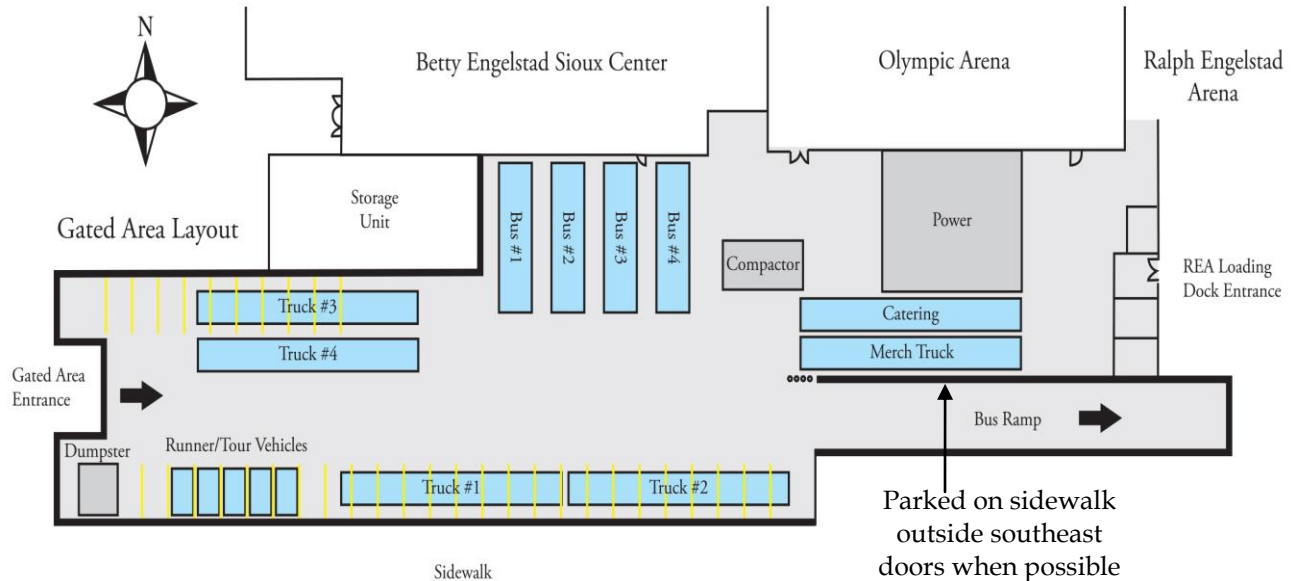 N
Betty Engelstad Sioux Center
Olympic Arena
Ralph Engelstad
Arena
Storage
Unit
Gated Area Layout
Bus #1
Bus #2
Bus #3
Bus #4
Power
Compactor
REA Loading
Dock Entrance
Truck #3
Catering
Truck #4
Merch Truck
Gated Area
Entrance
Bus Ramp
Dumpster
Runner/Tour Vehicles
Truck #1
Truck #2
Parked on sidewalk
outside southeast
doors when possible
Sidewalk